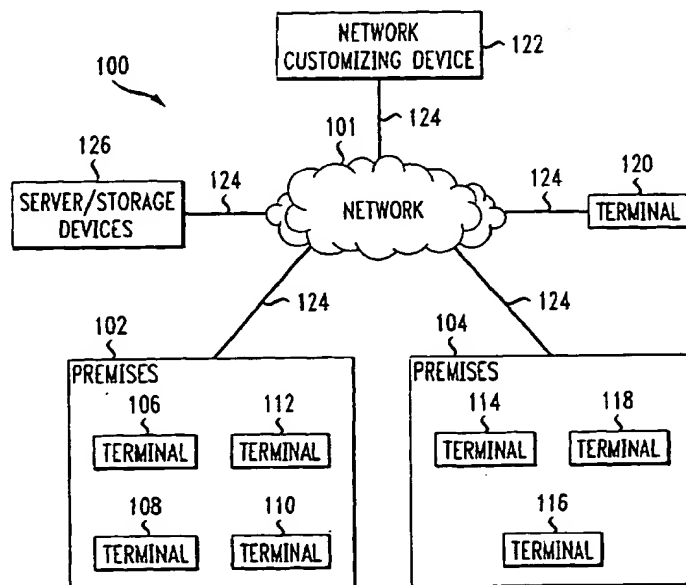 NETWORK
CUSTOMIZING DEVICE
122
100
124
101
126
120
SERVER/STORAGE
DEVICES
124
NETWORK
124
TERMINAL
124
124
102
104
PREMISES
PREMISES
106
112
114
118
TERMINAL
TERMINAL
TERMINAL
TERMINAL
108
110
116
TERMINAL
TERMINAL
TERMINAL